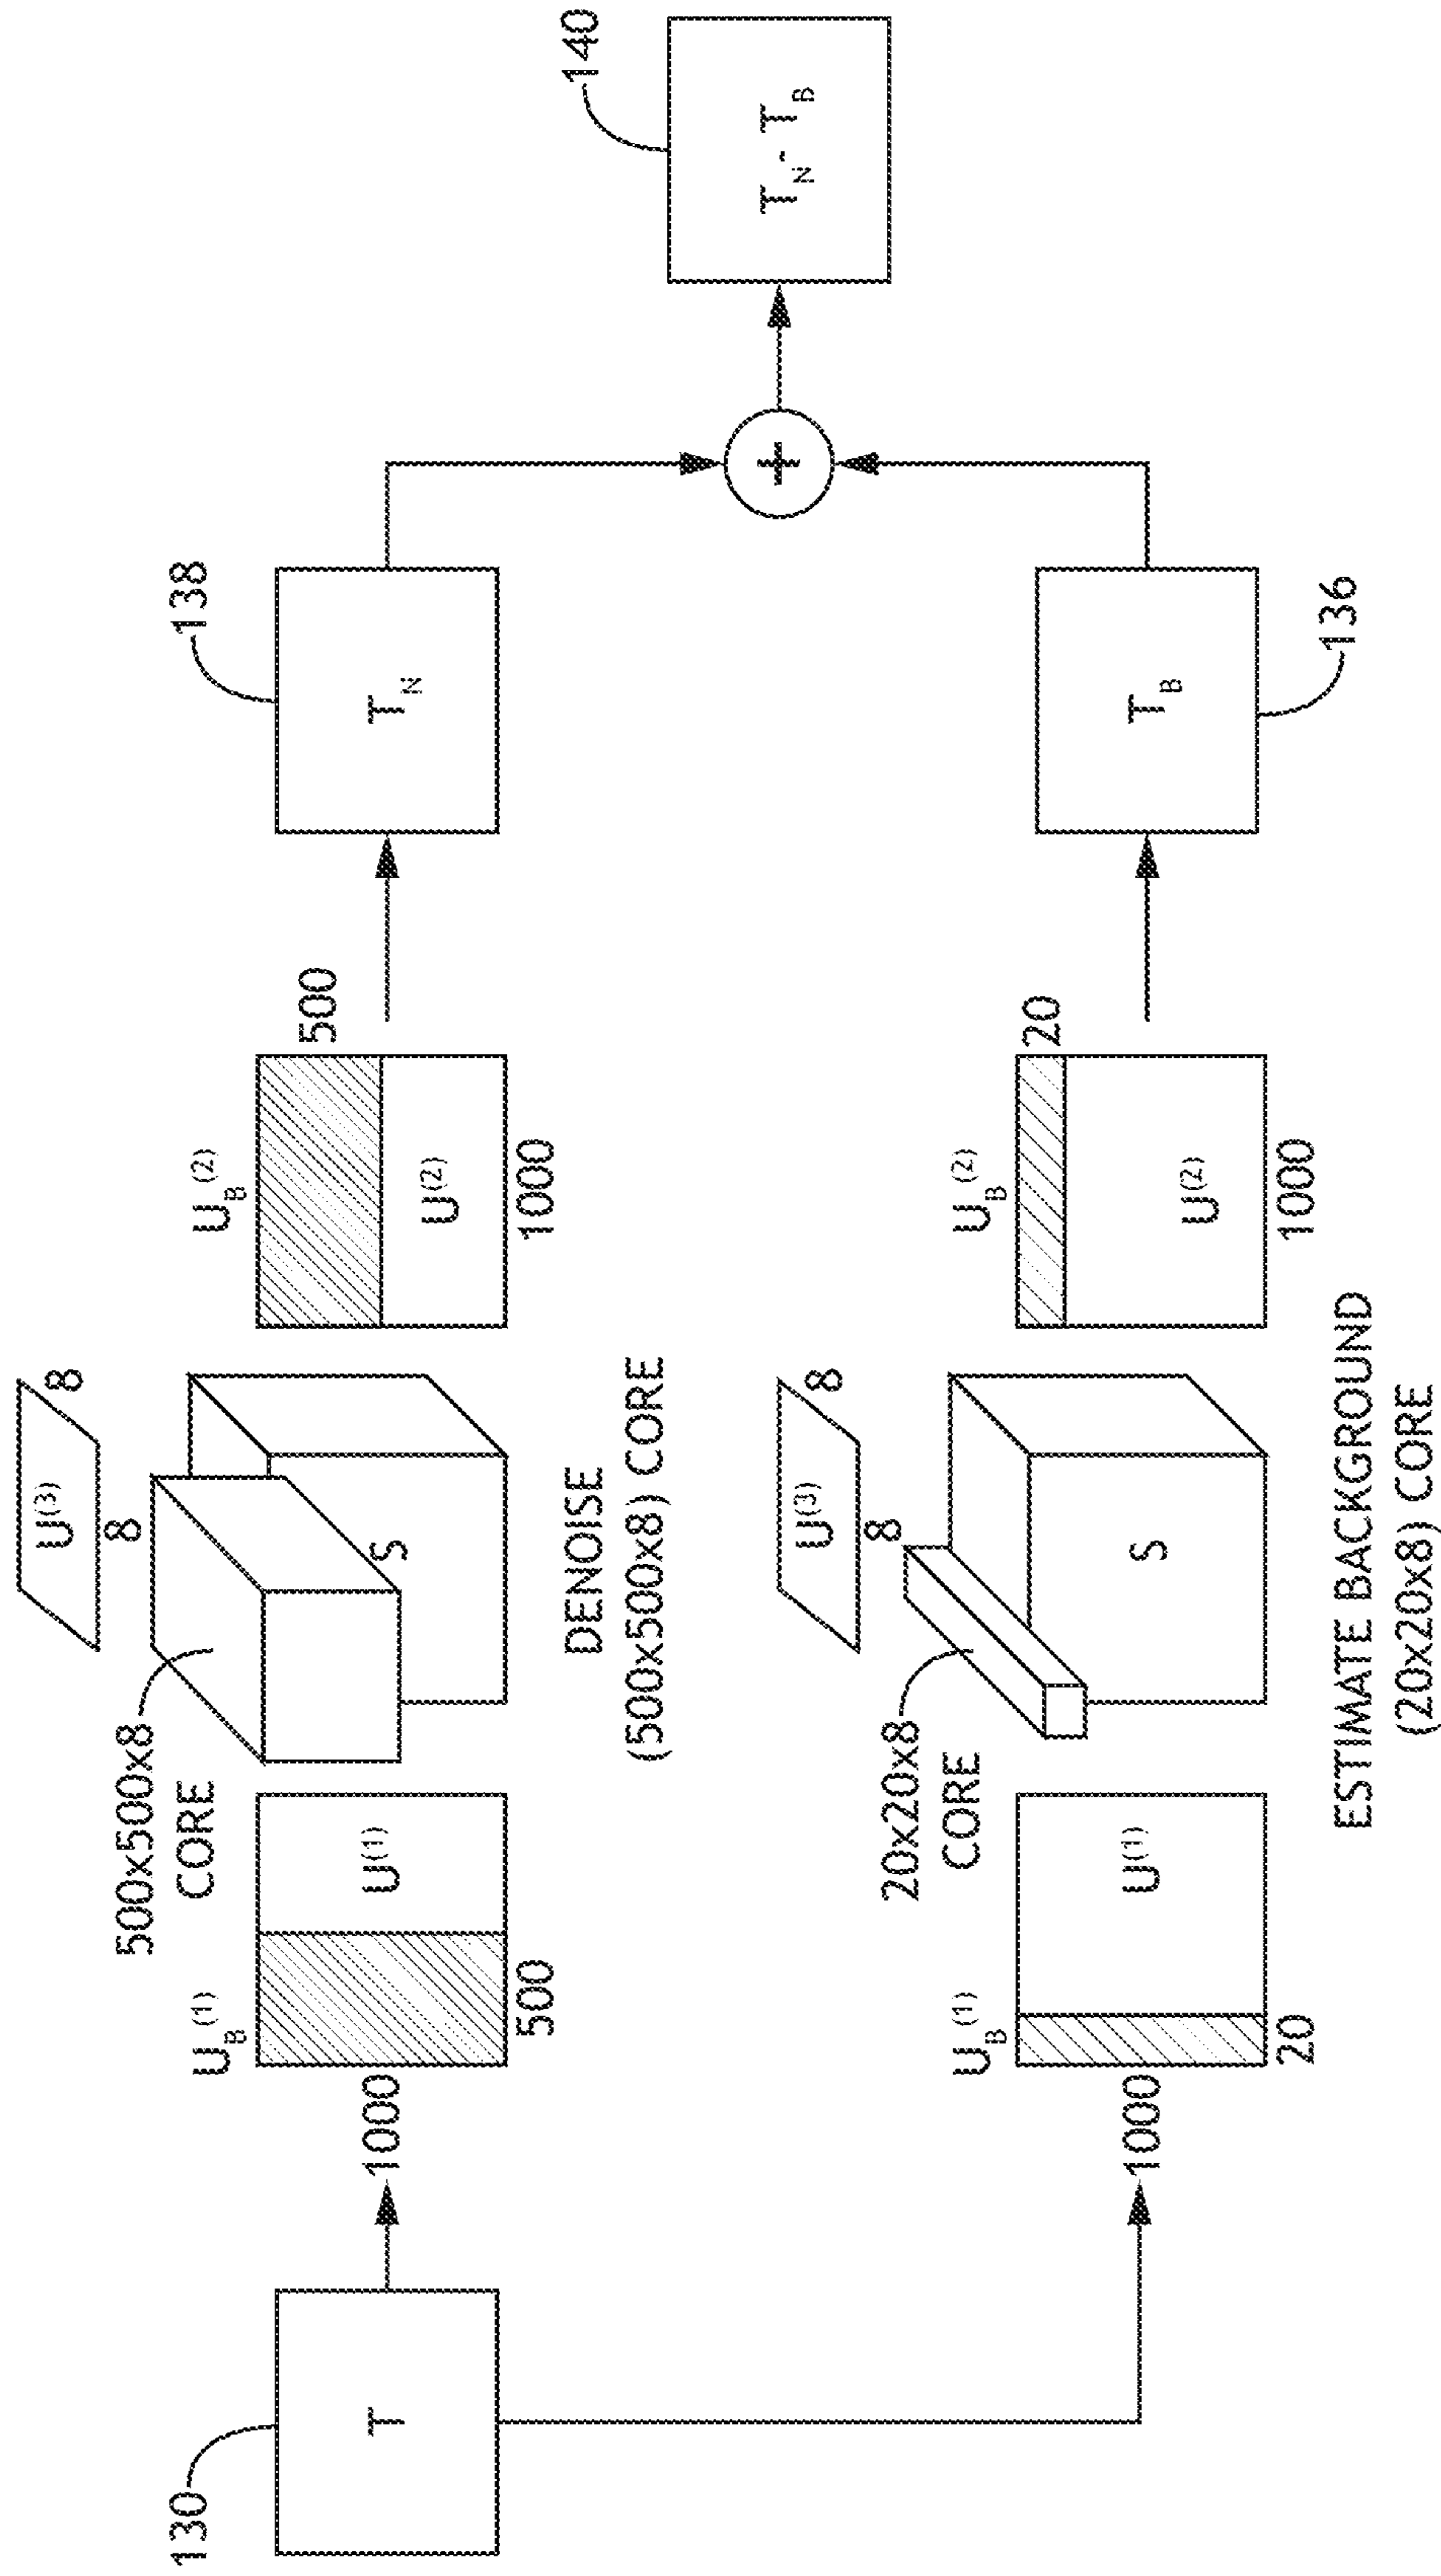 130
T
1000
U_B^(1)
U^(1)
500
500x500x8
CORE
U^(3)
8
8
S
DENOISE
(500x500x8) CORE
U_B^(2)
500
U^(2)
1000
138
T_N
1000
U_B^(1)
U^(1)
20
20x20x8
CORE
U^(3)
8
8
S
ESTIMATE BACKGROUND
(20x20x8) CORE
U_B^(2)
20
U^(2)
1000
T_B
136
+
140
T_N - T_B